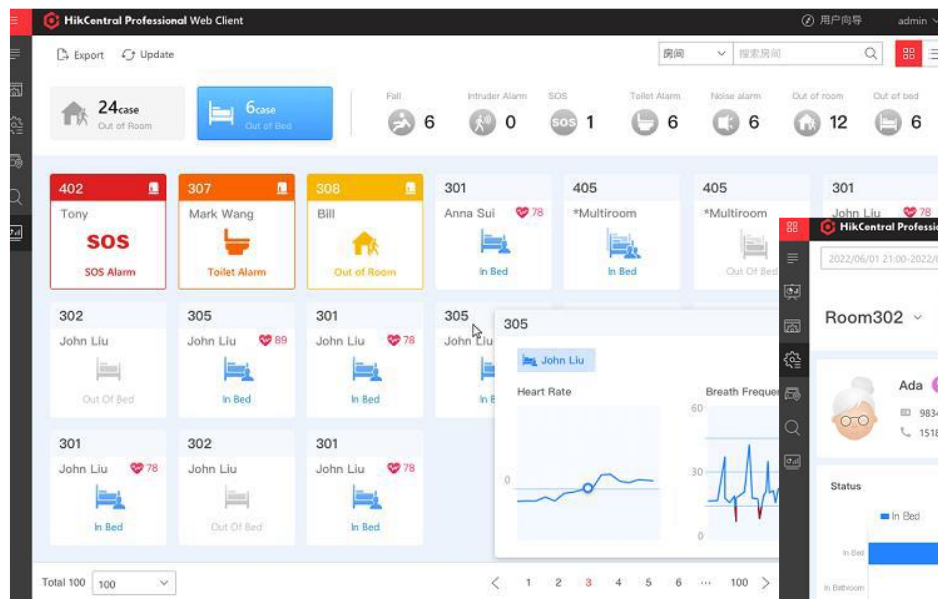 HikCentral Professional Web Client
用户向导
admin
Export
Update
房间
搜索房间
24case
Out of Room
6case
Out of Bed
Fall
6
Intruder Alarm
0
SOS
SOS
1
Toilet Alarm
6
Noise alarm
6
Out of room
12
Out of bed
6
402
Tony
SOS
SOS Alarm
307
Mark Wang
Toilet Alarm
308
Bill
Out of Room
301
Anna Sui
78
In Bed
405
*Multiroom
In Bed
405
*Multiroom
Out Of Bed
301
John Liu
78
302
John Liu
Out Of Bed
305
John Liu
89
In Bed
301
John Liu
78
In Bed
305
John Liu
301
John Liu
78
In Bed
302
John Liu
Out Of Bed
301
John Liu
78
In Bed
305
John Liu
Heart Rate
0
Breath Frequen
60
30
0
Total 100
100
1 2 3 4 5 6 ··· 100
HikCentral Professio
2022/06/01 21:00-2022/
Room302
Ada
983
1518
Status
In Bed
In Bed
In Bathroom